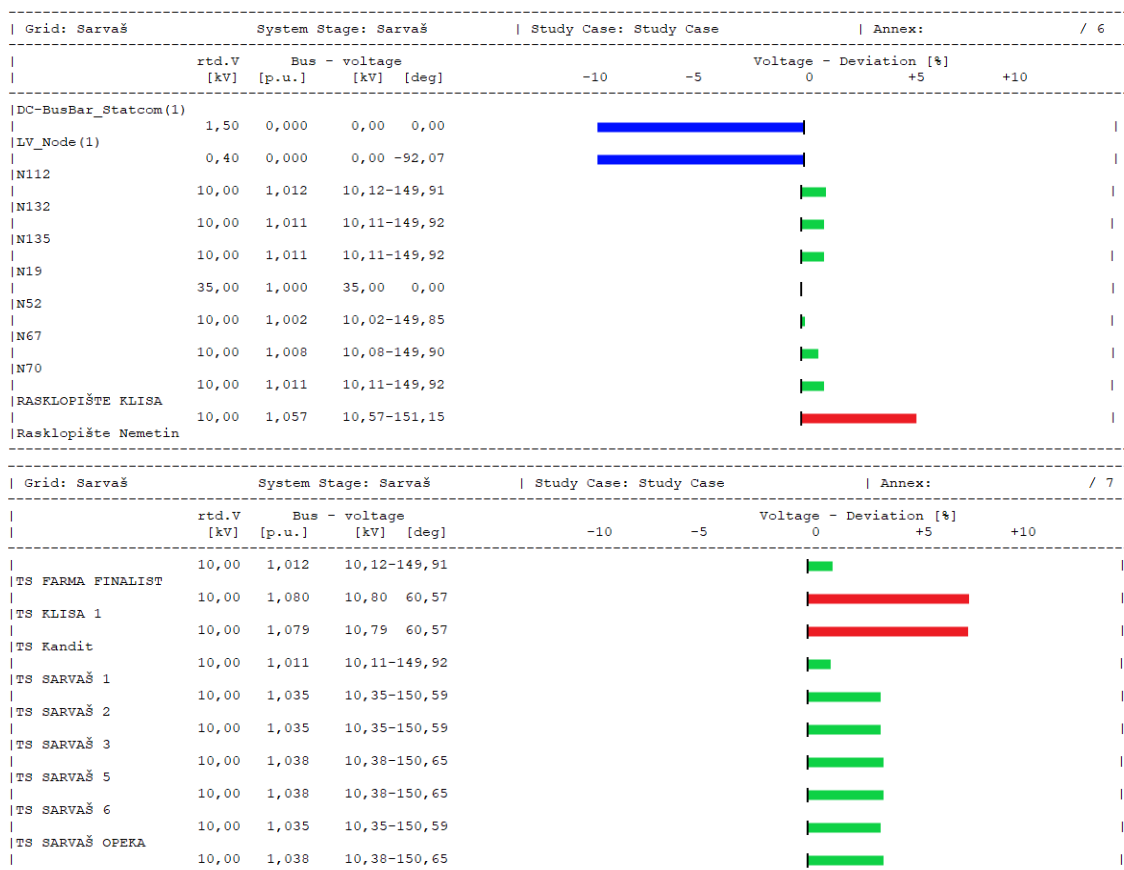 | Grid: Sarvaš System Stage: Sarvaš | Study Case: Study Case | Annex: / 6
| rtd.V Bus - voltage Voltage - Deviation [%]
| [kV] [p.u.] [kV] [deg] -10 -5 0 +5 +10
|DC-BusBar_Statcom(1)
| 1,50 0,000 0,00 0,00 |
|LV_Node(1)
| 0,40 0,000 0,00 -92,07 |
|N112
| 10,00 1,012 10,12-149,91 |
|N132
| 10,00 1,011 10,11-149,92 |
|N135
| 10,00 1,011 10,11-149,92 |
|N19
| 35,00 1,000 35,00 0,00 |
|N52
| 10,00 1,002 10,02-149,85 |
|N67
| 10,00 1,008 10,08-149,90 |
|N70
| 10,00 1,011 10,11-149,92 |
|RASKLOPIŠTE KLISA
| 10,00 1,057 10,57-151,15 |
|Rasklopište Nemetin
| Grid: Sarvaš System Stage: Sarvaš | Study Case: Study Case | Annex: / 7
| rtd.V Bus - voltage Voltage - Deviation [%]
| [kV] [p.u.] [kV] [deg] -10 -5 0 +5 +10
| 10,00 1,012 10,12-149,91 |
|TS FARMA FINALIST
| 10,00 1,080 10,80 60,57 |
|TS KLISA 1
| 10,00 1,079 10,79 60,57 |
|TS Kandit
| 10,00 1,011 10,11-149,92 |
|TS SARVAŠ 1
| 10,00 1,035 10,35-150,59 |
|TS SARVAŠ 2
| 10,00 1,035 10,35-150,59 |
|TS SARVAŠ 3
| 10,00 1,038 10,38-150,65 |
|TS SARVAŠ 5
| 10,00 1,038 10,38-150,65 |
|TS SARVAŠ 6
| 10,00 1,035 10,35-150,59 |
|TS SARVAŠ OPEKA
| 10,00 1,038 10,38-150,65 |